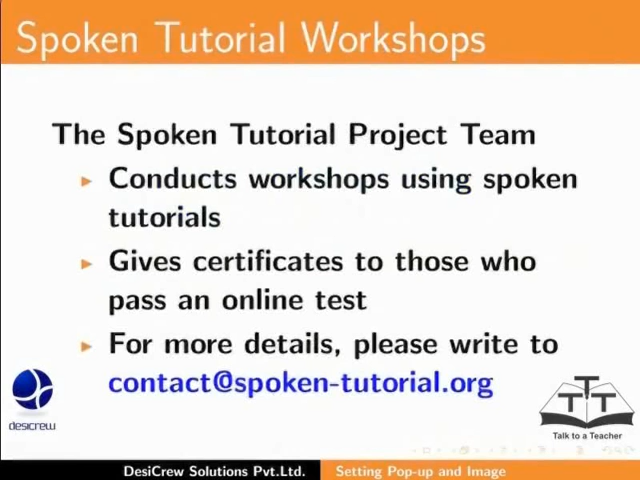 Spoken Tutorial Workshops
The Spoken Tutorial Project Team
Conducts workshops using spoken
tutorials
Gives certificates to those who
pass an online test
For more details, please write to
contact@spoken-tutorial.org
desicrew
TTT
Talk to a Teacher
DesiCrew Solutions Pvt.Ltd. Setting Pop-up and Image